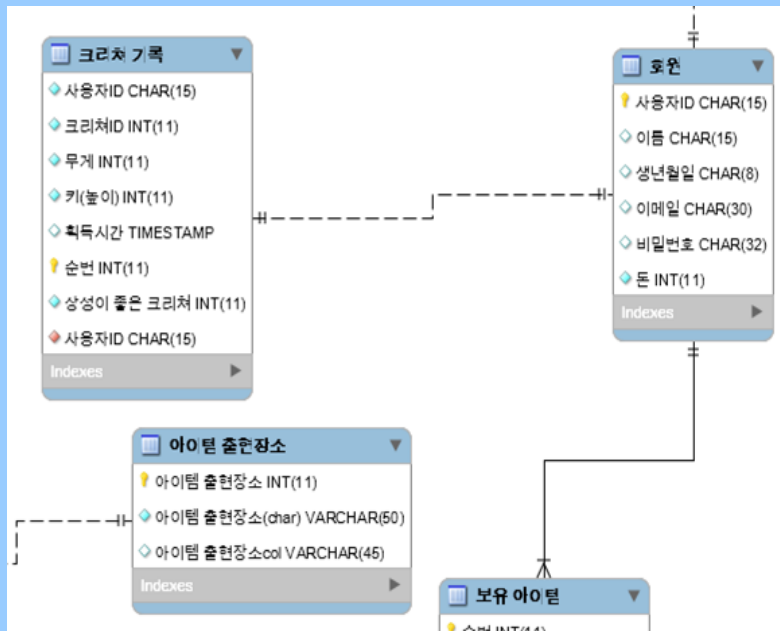 크리쳐 기록
사용자ID CHAR(15)
크리쳐ID INT(11)
무게 INT(11)
키(높이) INT(11)
획득시간 TIMESTAMP
순번 INT(11)
상성이 좋은 크리쳐 INT(11)
사용자ID CHAR(15)
Indexes
회원
사용자ID CHAR(15)
이름 CHAR(15)
생년월일 CHAR(8)
이메일 CHAR(30)
비밀번호 CHAR(32)
돈 INT(11)
Indexes
아이템 출현장소
아이템 출현장소 INT(11)
아이템 출현장소(char) VARCHAR(50)
아이템 출현장소col VARCHAR(45)
Indexes
보유 아이템
순번 INT(11)